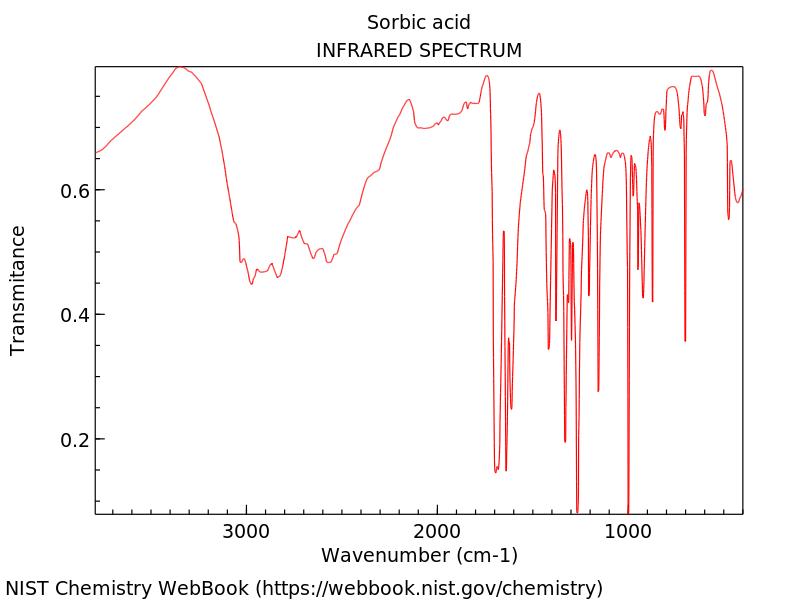 Sorbic acid
INFRARED SPECTRUM
Transmitance
0.6
0.4
0.2
3000 2000 1000
Wavenumber (cm-1)
NIST Chemistry WebBook (https://webbook.nist.gov/chemistry)